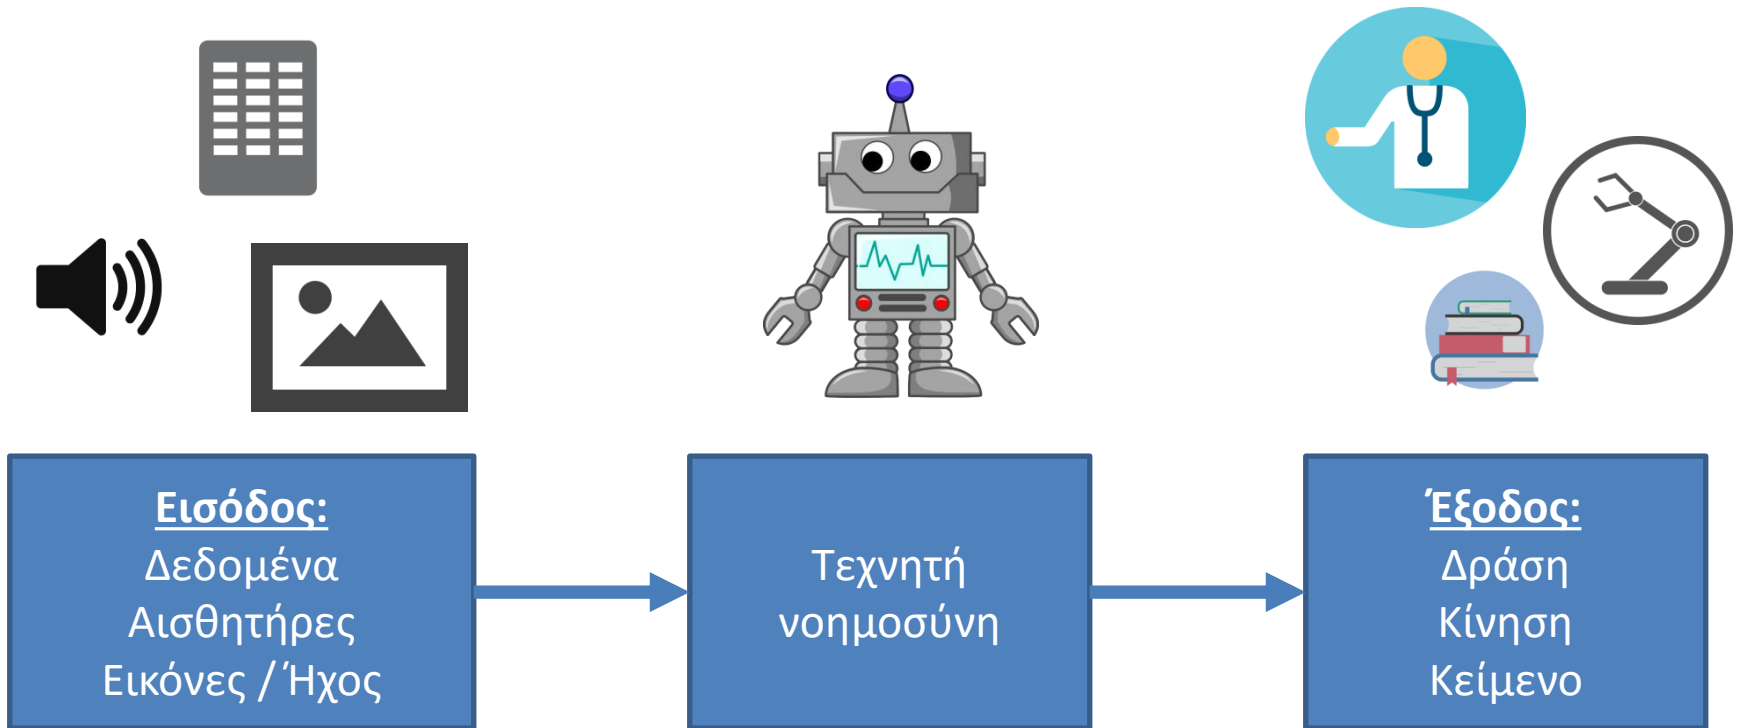 Εισόδος:
Δεδομένα
Αισθητήρες
Εικόνες / Ήχος
Τεχνητή
νοημοσύνη
Έξοδος:
Δράση
Κίνηση
Κείμενο